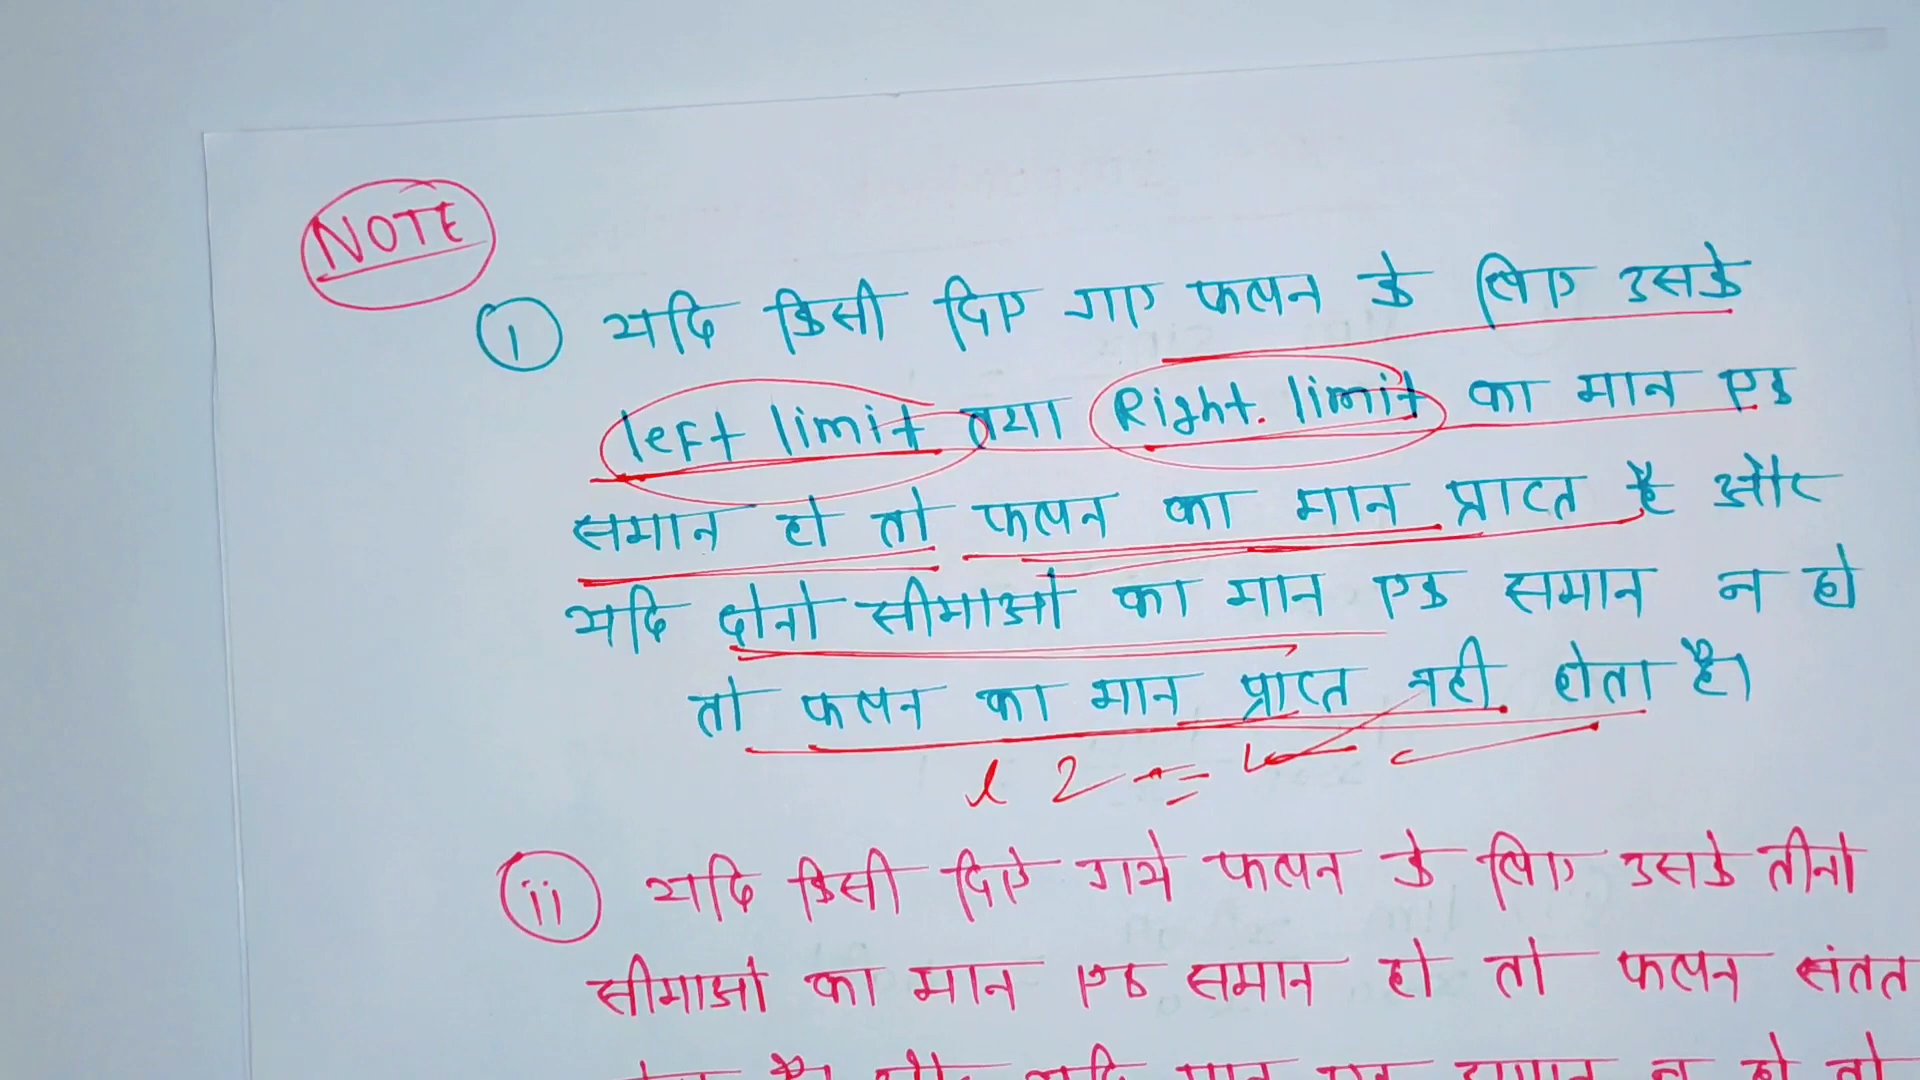 NOTE
(i) यदि किसी दिए गए फलन के लिए उसके
left limit तथा Right. limit का मान एक
समान हो तो फलन का मान प्राप्त है और
यदि दोनो सीमाओं का मान एक समान न हो
तो फलन का मान प्राप्त नही होता है।
(ii) यदि किसी दिऐ गये फलन के लिए उसके तीनो
सीमाओ का मान एक समान हो तो फलन संतत